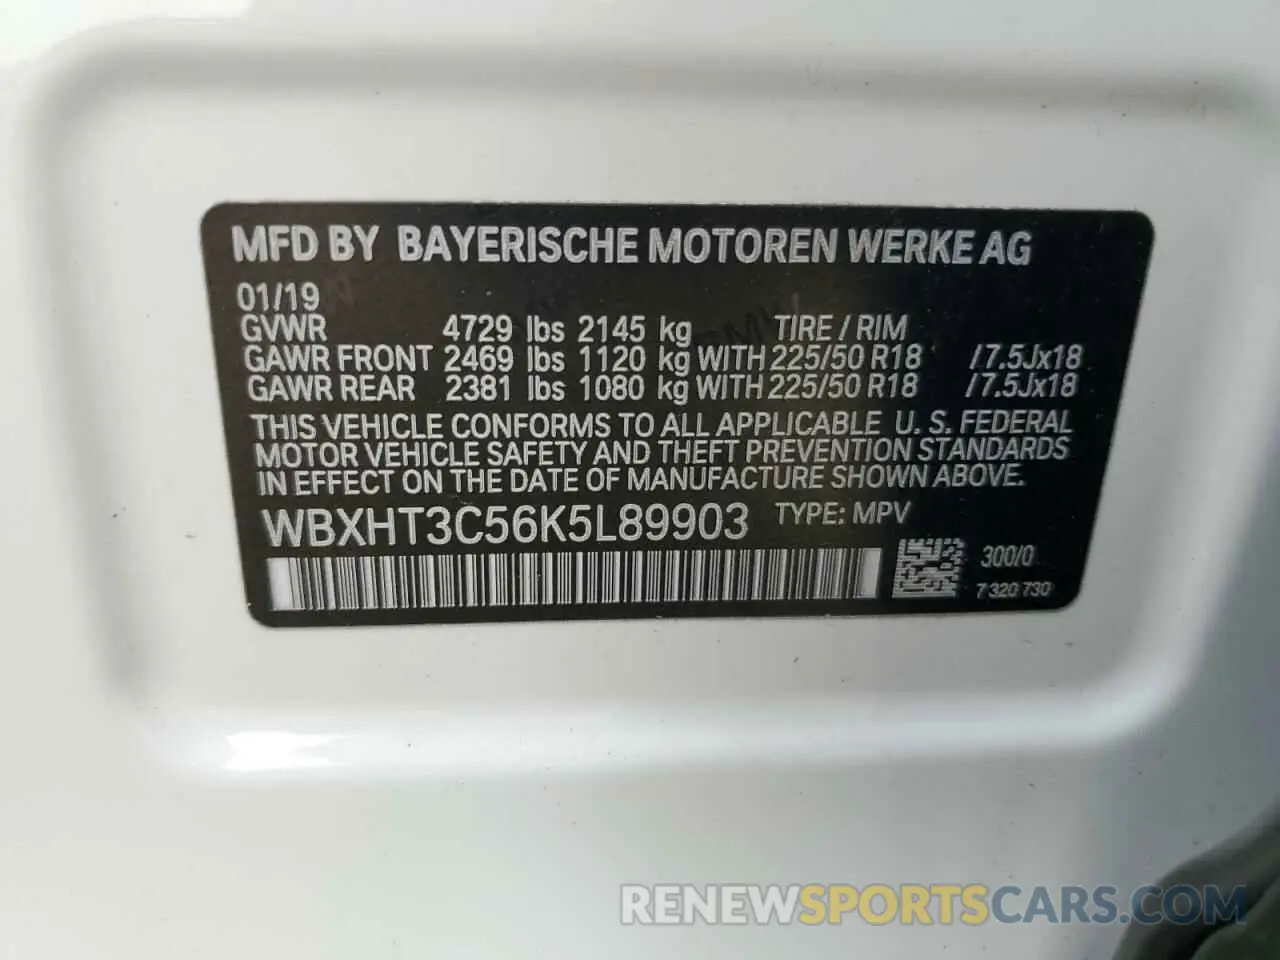 MFD BY BAYERISCHE MOTOREN WERKE AG
01/19
GVWR 4729 lbs 2145 kg TIRE / RIM
GAWR FRONT 2469 lbs 1120 kg WITH 225/50 R18 /7.5Jx18
GAWR REAR 2381 lbs 1080 kg WITH 225/50 R18 /7.5Jx18
THIS VEHICLE CONFORMS TO ALL APPLICABLE U. S. FEDERAL
MOTOR VEHICLE SAFETY AND THEFT PREVENTION STANDARDS
IN EFFECT ON THE DATE OF MANUFACTURE SHOWN ABOVE.
WBXHT3C56K5L89903 TYPE: MPV
300/0
7 320 730
RENEWSPORTSCARS.COM